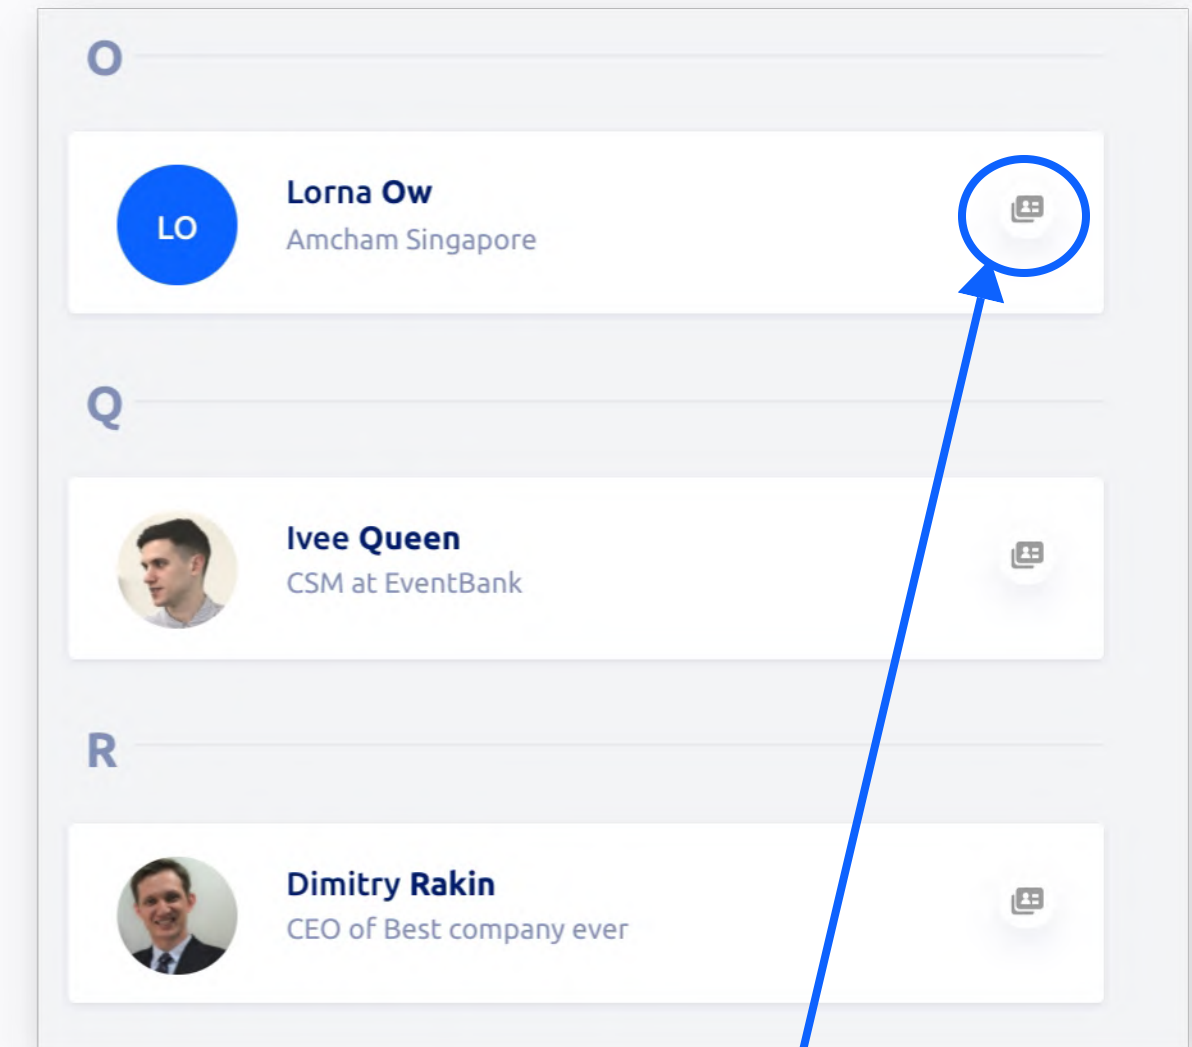 O
LO
Lorna Ow
Amcham Singapore
Q
Ivee Queen
CSM at EventBank
R
Dimitry Rakin
CEO of Best company ever